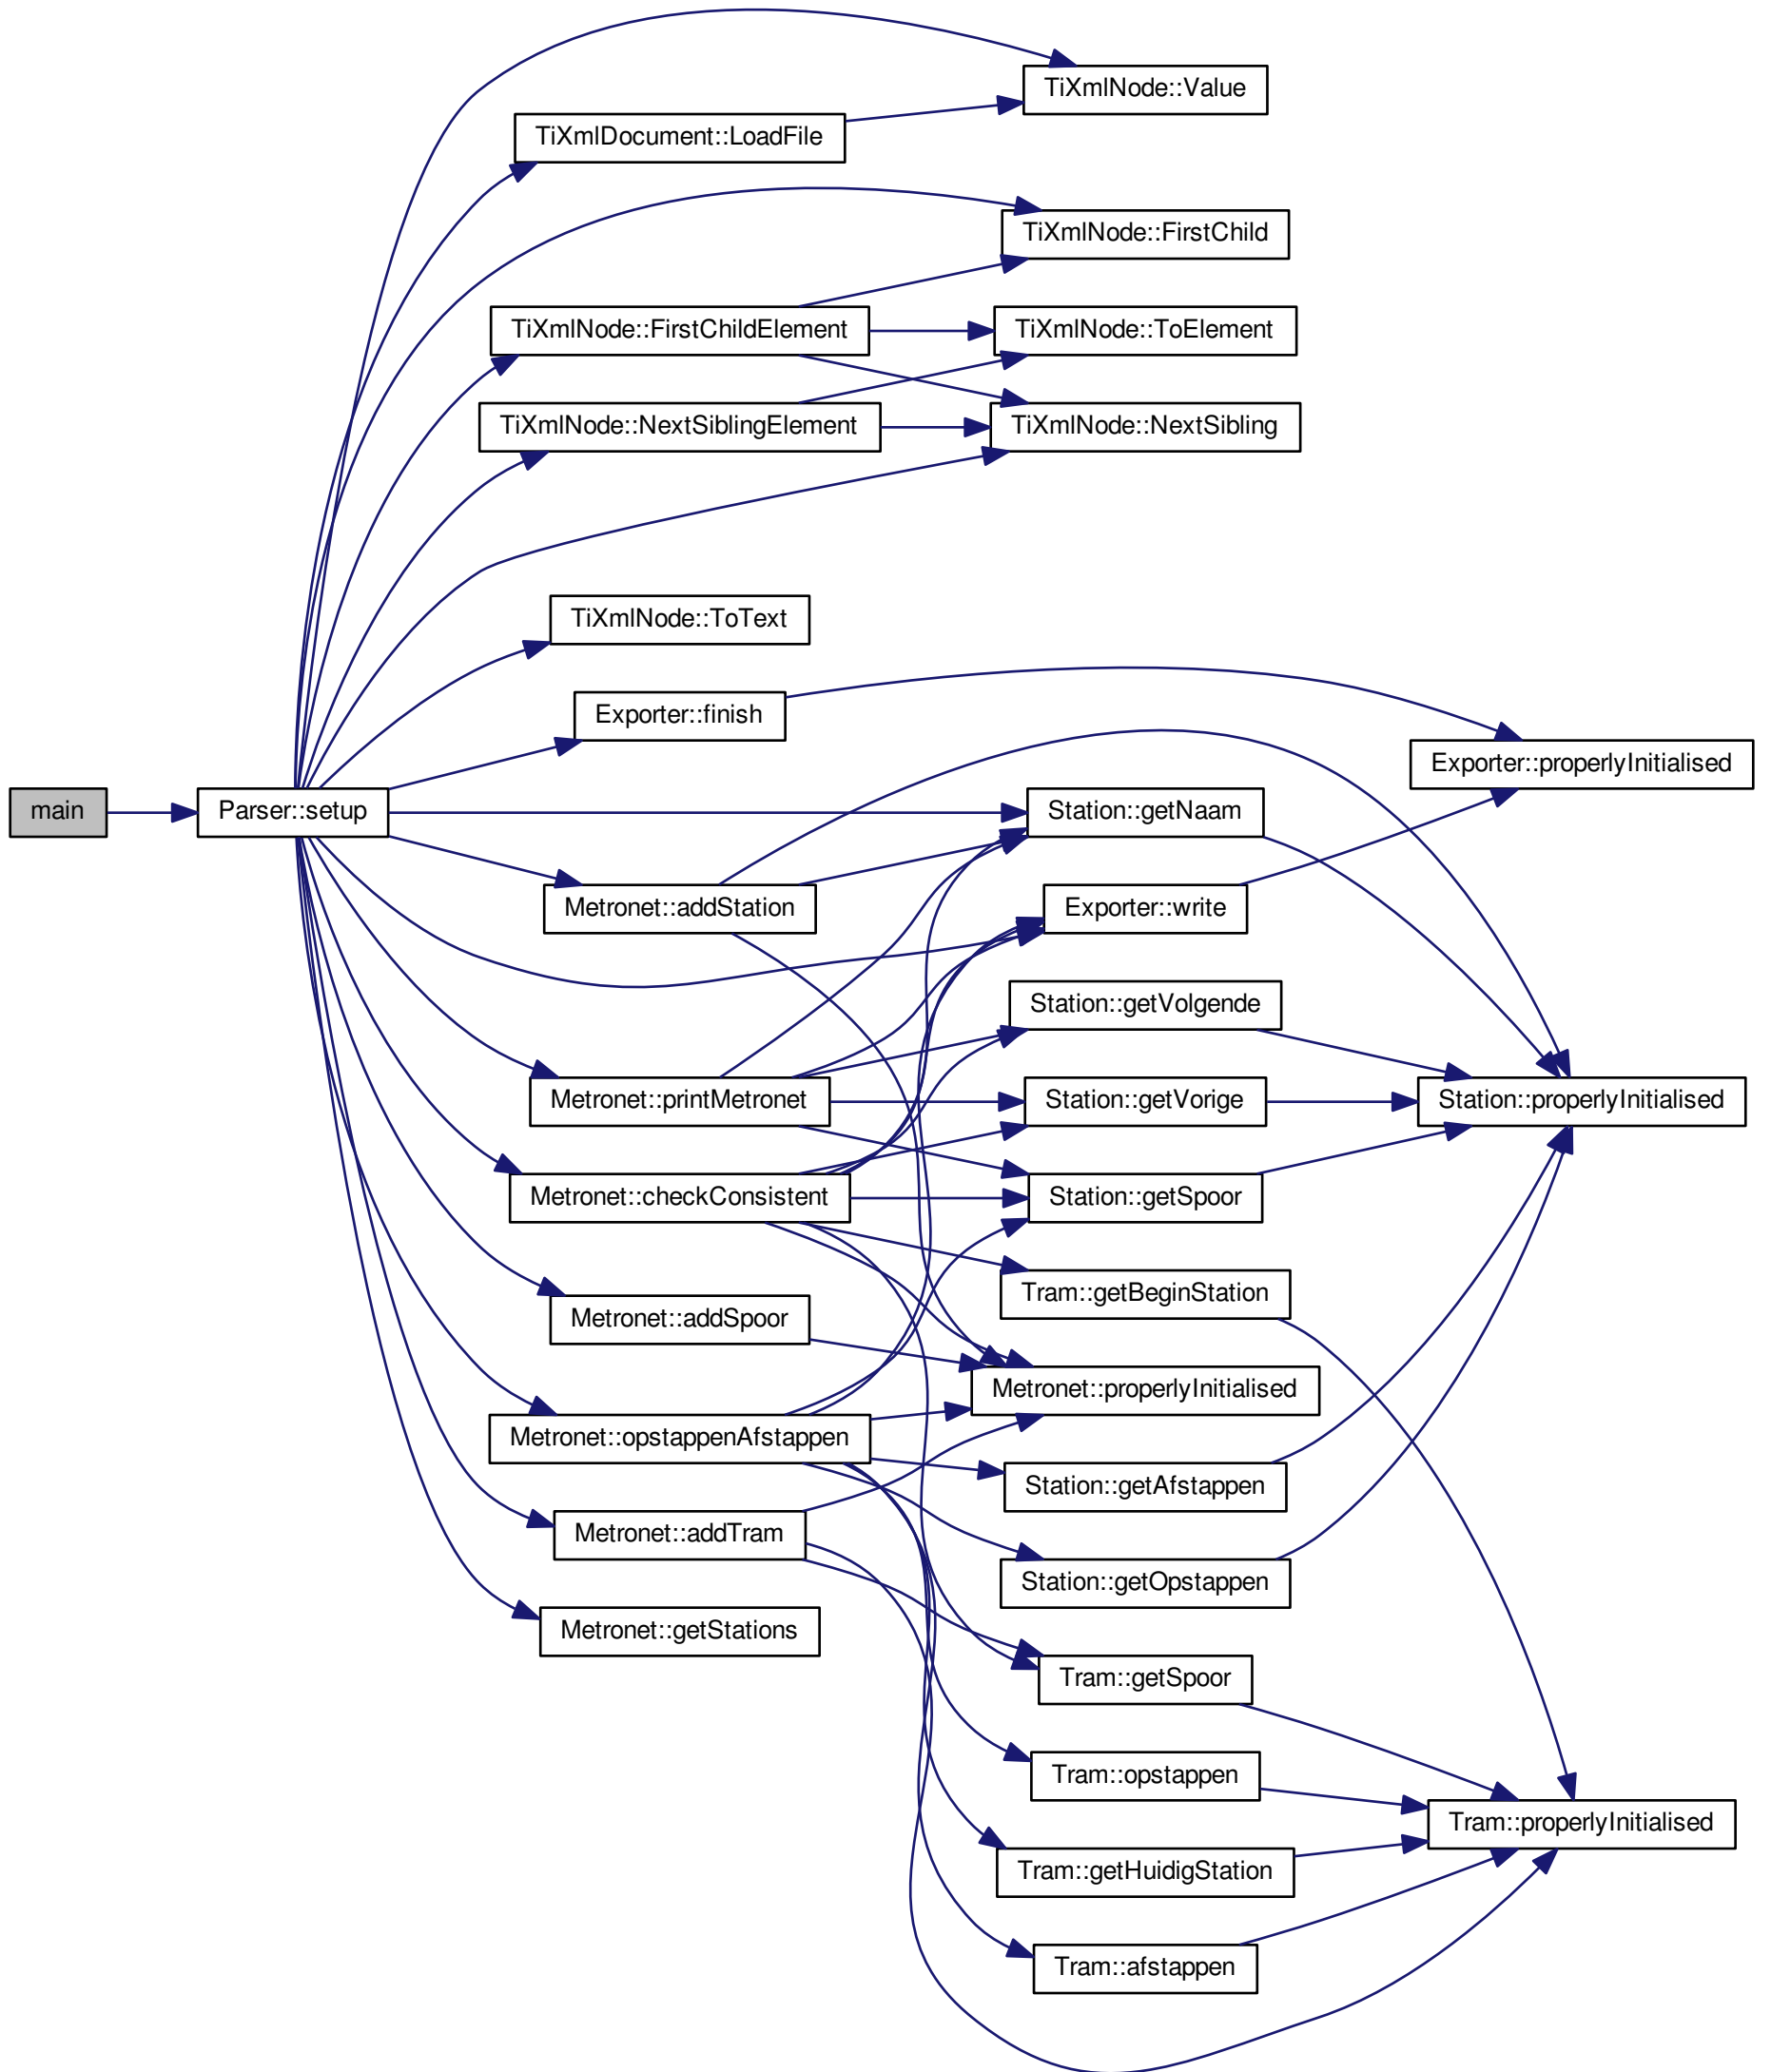 TiXmlNode::Value
TiXmlDocument::LoadFile
TiXmlNode::FirstChild
TiXmlNode::FirstChildElement
TiXmlNode::ToElement
TiXmlNode::NextSiblingElement
TiXmlNode::NextSibling
TiXmlNode::ToText
Exporter::finish
Exporter::properlyInitialised
main
Parser::setup
Station::getNaam
Metronet::addStation
Exporter::write
Station::getVolgende
Metronet::printMetronet
Station::getVorige
Station::properlyInitialised
Metronet::checkConsistent
Station::getSpoor
Tram::getBeginStation
Metronet::addSpoor
Metronet::properlyInitialised
Metronet::opstappenAfstappen
Station::getAfstappen
Metronet::addTram
Station::getOpstappen
Metronet::getStations
Tram::getSpoor
Tram::opstappen
Tram::properlyInitialised
Tram::getHuidigStation
Tram::afstappen